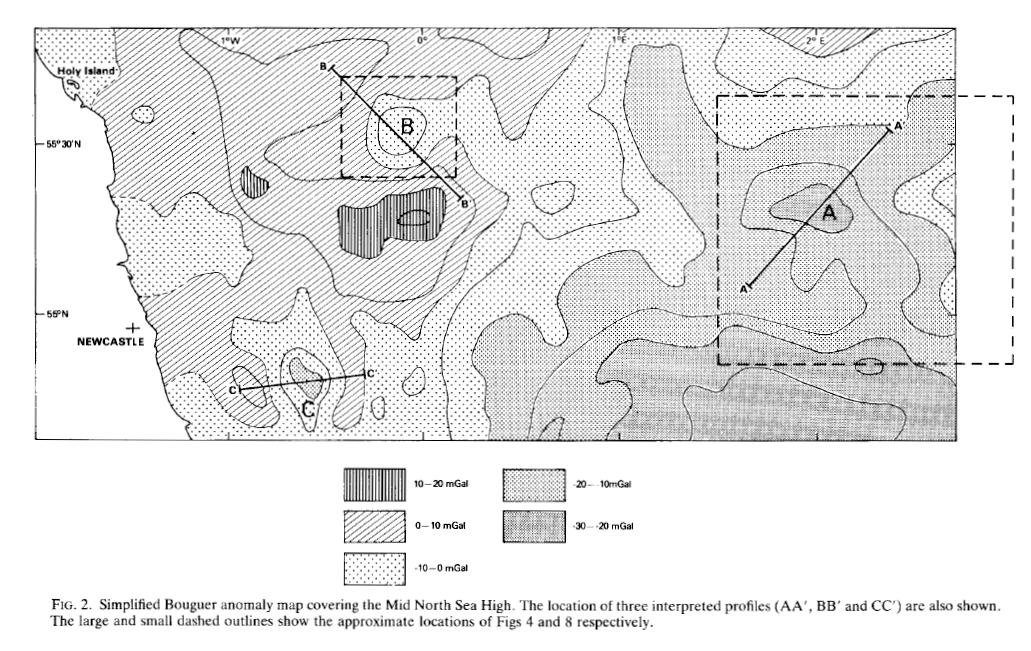 1°W
0°
1°E
2° E
Holy Island
B
B
A'
55°30'N
B'
A
A
55°N
NEWCASTLE
C
C'
C
10–20 mGal
-20– -10mGal
0–10 mGal
-30– -20 mGal
-10–0 mGal
FIG. 2. Simplified Bouguer anomaly map covering the Mid North Sea High. The location of three interpreted profiles (AA', BB' and CC') are also shown.
The large and small dashed outlines show the approximate locations of Figs 4 and 8 respectively.